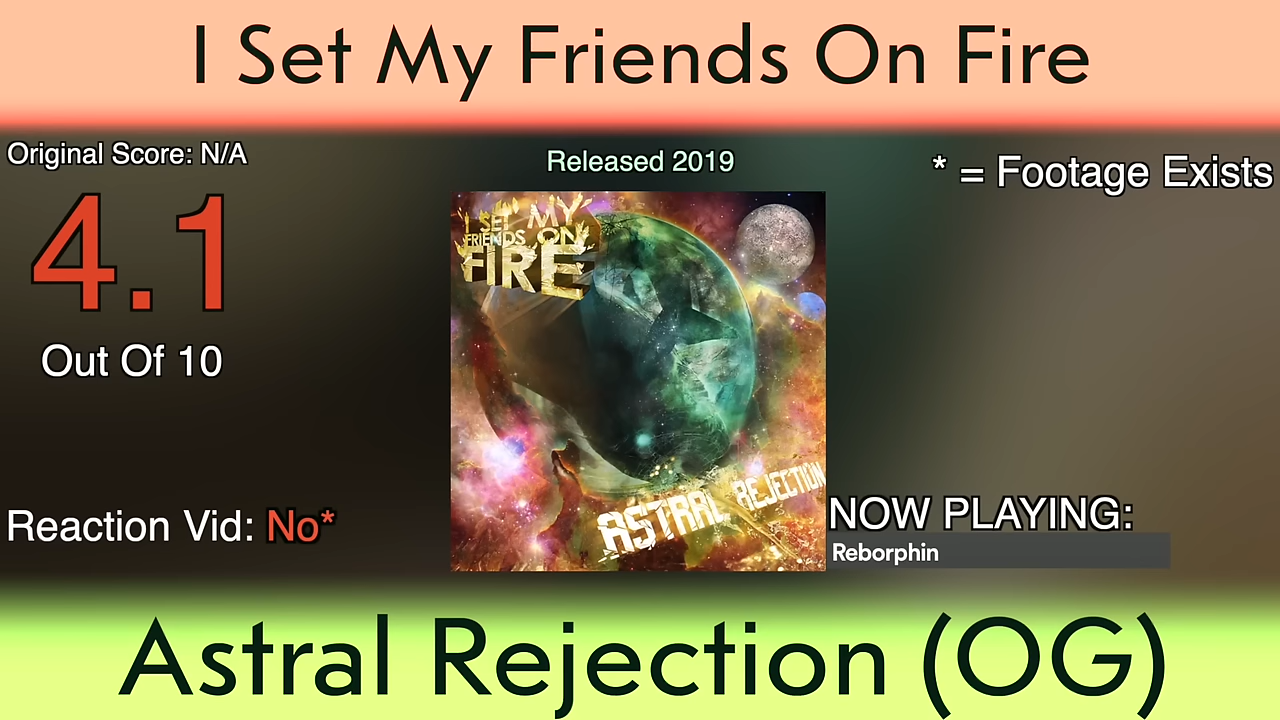 I Set My Friends On Fire
Original Score: N/A
4.1
Out Of 10
Released 2019
* = Footage Exists
I SET MY
FRIENDS ON
FIRE
ASTRAL REJECTION
Reaction Vid: No*
NOW PLAYING:
Reborphin
Astral Rejection (OG)